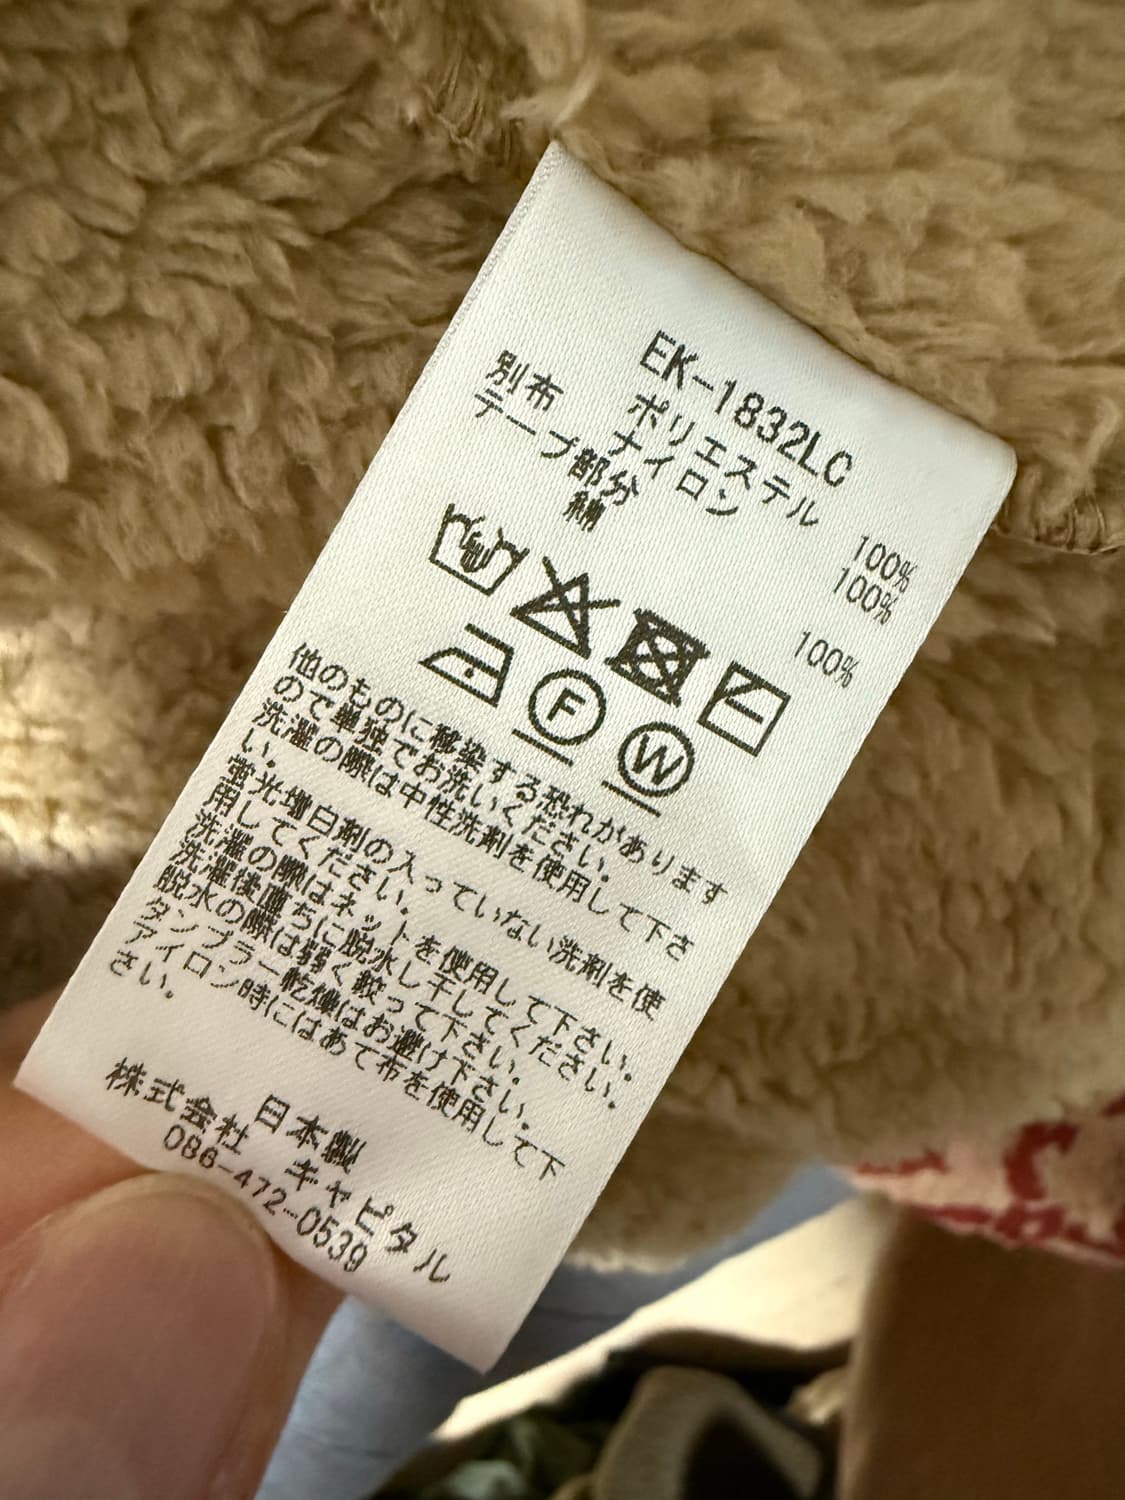 EK-1832LC
ポリエステル 100%
別布 ナイロン 100%
テープ部分
綿 100%
F W
他のものに移染する恐れがあります
ので単独でお洗いください。
洗濯の際は中性洗剤を使用して下さ
い。
蛍光増白剤の入っていない洗剤を使
用してください。
洗濯の際はネットを使用して下さい。
洗濯後直ちに脱水し干してください。
脱水の際は弱く絞って下さい。
タンブラー乾燥はお避け下さい。
アイロン時にはあて布を使用して下
さい。
日本製
株式会社 キャピタル
086-472-0539